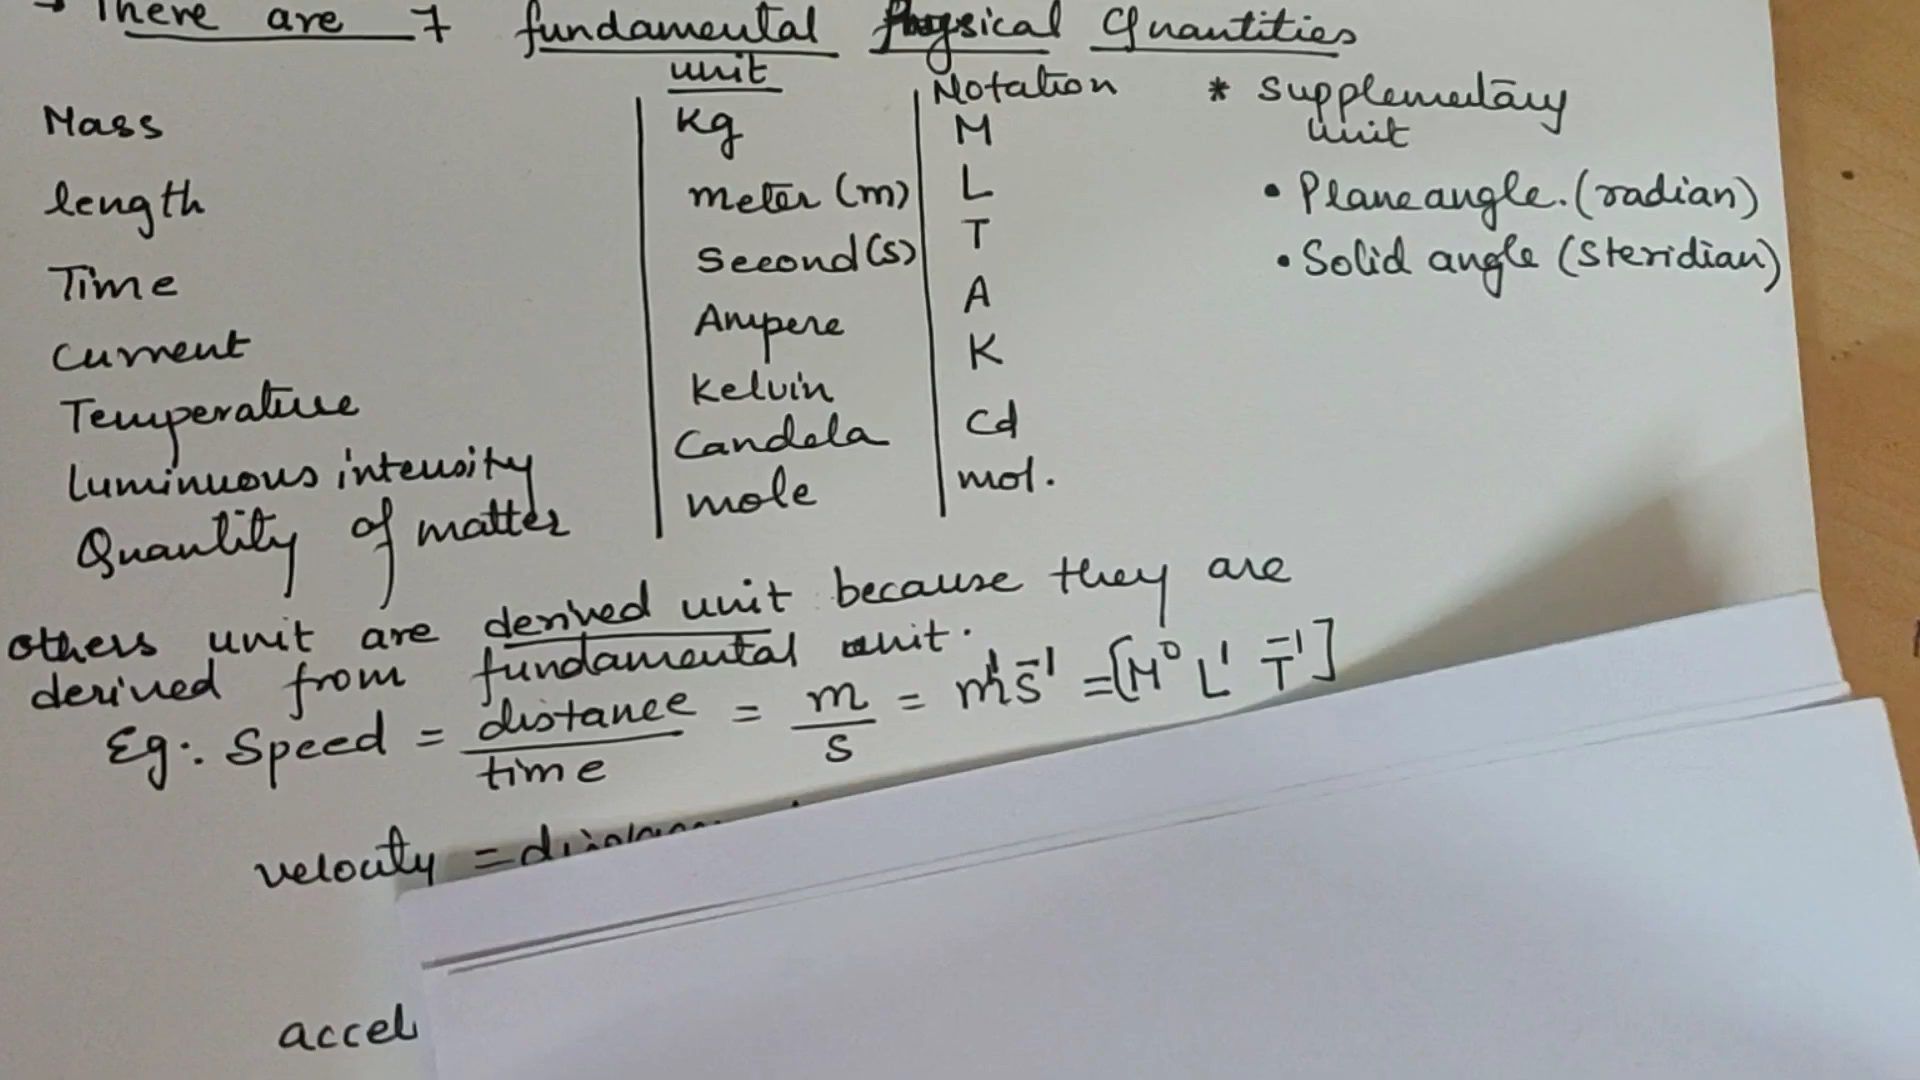 → There are 7 fundamental Physical Quantities
unit
Notation
* Supplementary unit
Mass | Kg | M
length | meter (m) | L
• Plane angle. (radian)
Time | Second (s) | T
• Solid angle (Steridian)
Current | Ampere | A
Temperature | Kelvin | K
Luminuous intensity | Candela | Cd
Quantity of matter | mole | mol.
others unit are derived unit because they are
derived from fundamental unit.
Eg:. Speed = distance/time = m/s = m¹s⁻¹ = [M⁰ L¹ T⁻¹]
velocity =
accel